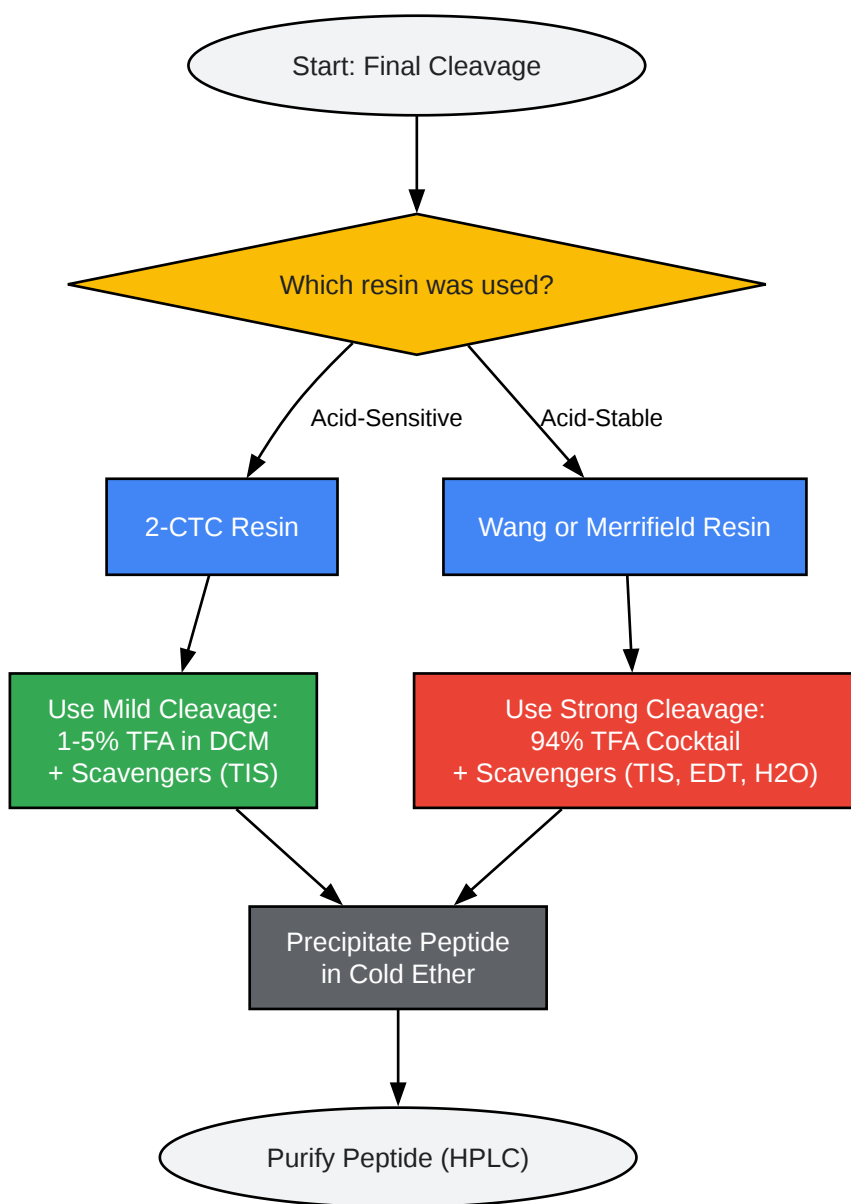 Start: Final Cleavage
Which resin was used?
Acid-Sensitive
Acid-Stable
2-CTC Resin
Wang or Merrifield Resin
Use Mild Cleavage:
1-5% TFA in DCM
+ Scavengers (TIS)
Use Strong Cleavage:
94% TFA Cocktail
+ Scavengers (TIS, EDT, H2O)
Precipitate Peptide
in Cold Ether
Purify Peptide (HPLC)